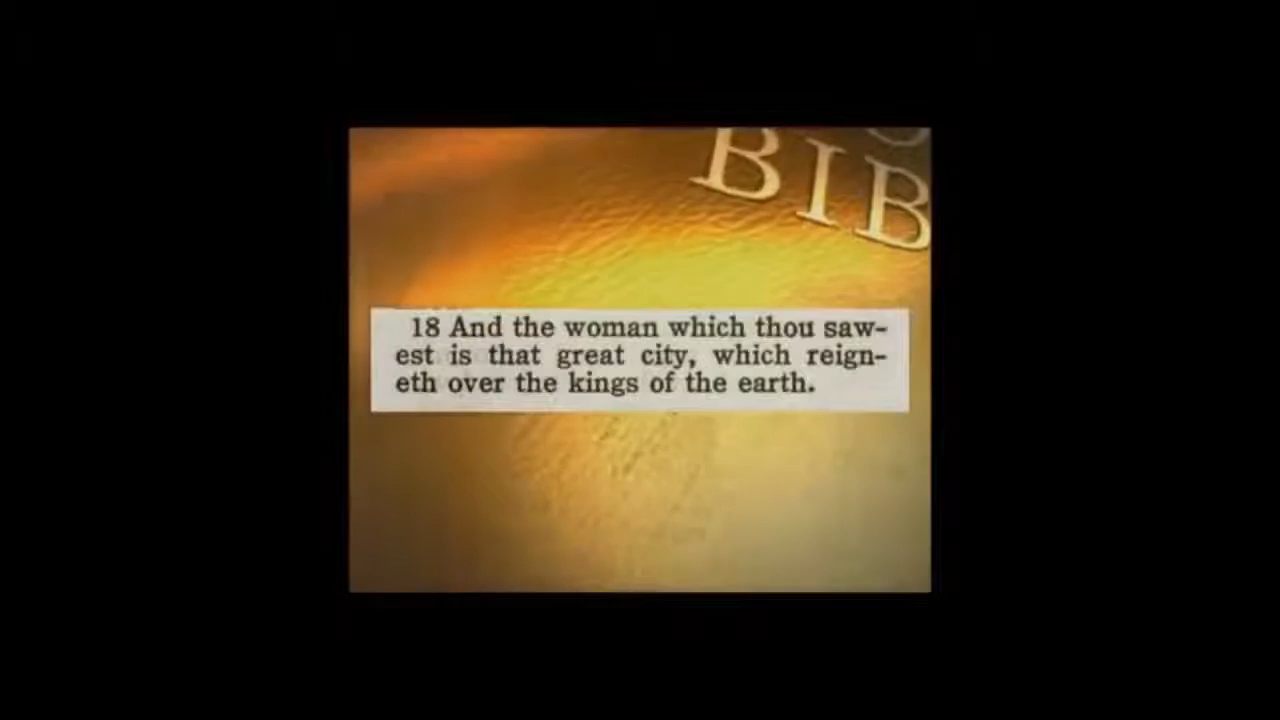 BIB
18 And the woman which thou saw-
est is that great city, which reign-
eth over the kings of the earth.